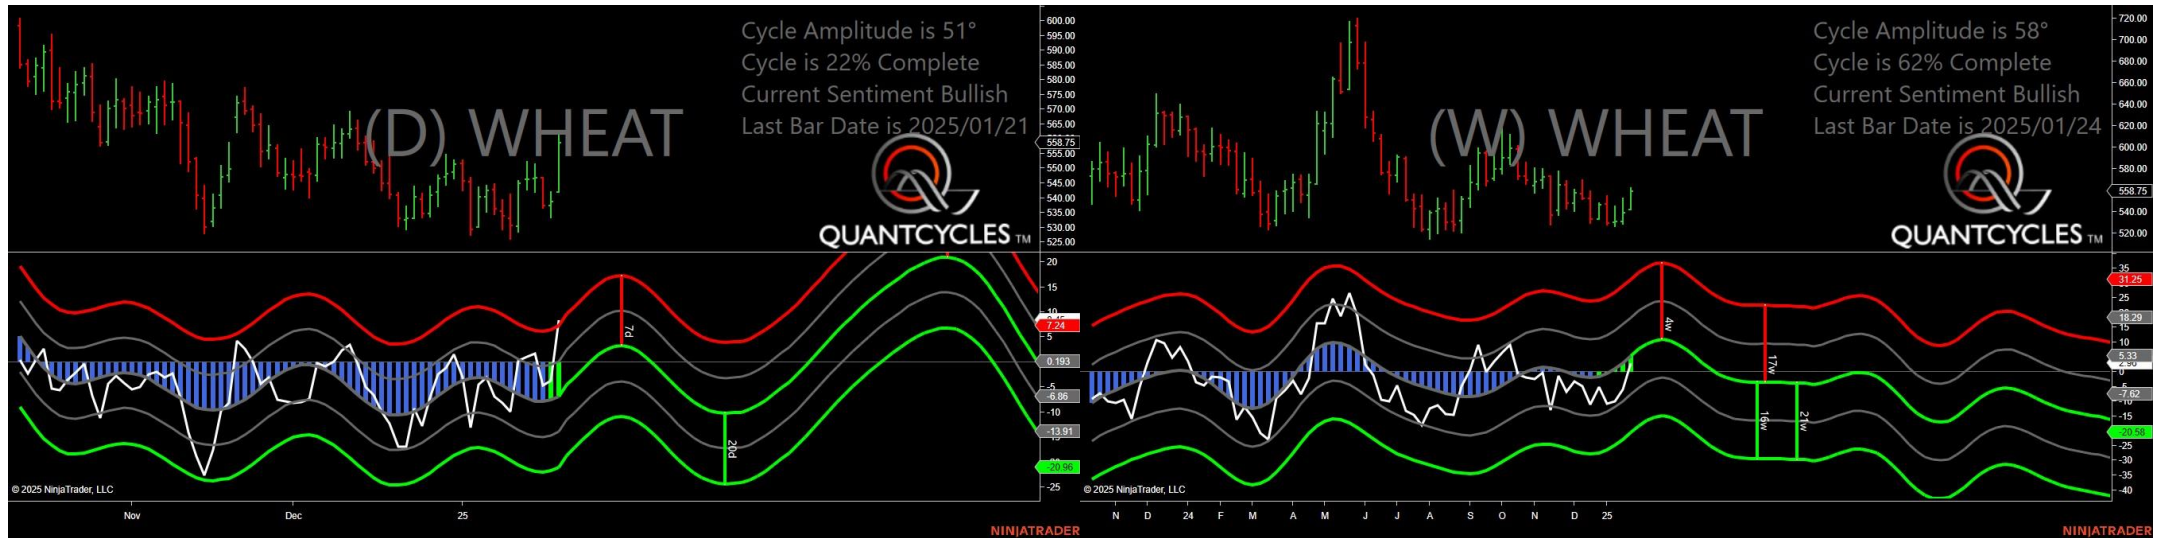 Cycle Amplitude is 51°
Cycle is 22% Complete
Current Sentiment Bullish
Last Bar Date is 2025/01/21
(D) WHEAT
QUANTCYCLES TM
600.00
595.00
590.00
585.00
580.00
575.00
570.00
565.00
558.75
555.00
550.00
545.00
540.00
535.00
530.00
525.00
20
15
10
7.24
5
0.193
-5
-6.86
-10
-13.91
-20.96
-25
7d
20d
© 2025 NinjaTrader, LLC
Nov
Dec
25
NINJATRADER
Cycle Amplitude is 58°
Cycle is 62% Complete
Current Sentiment Bullish
Last Bar Date is 2025/01/24
(W) WHEAT
QUANTCYCLES TM
720.00
700.00
680.00
660.00
640.00
620.00
600.00
580.00
558.75
540.00
520.00
35
31.25
25
18.29
15
10
5.33
0
-7.62
-15
-20.58
-25
-30
-35
-40
4w
17w
16w
21w
© 2025 NinjaTrader, LLC
N
D
24
F
M
A
M
J
J
A
S
O
N
D
25
NINJATRADER